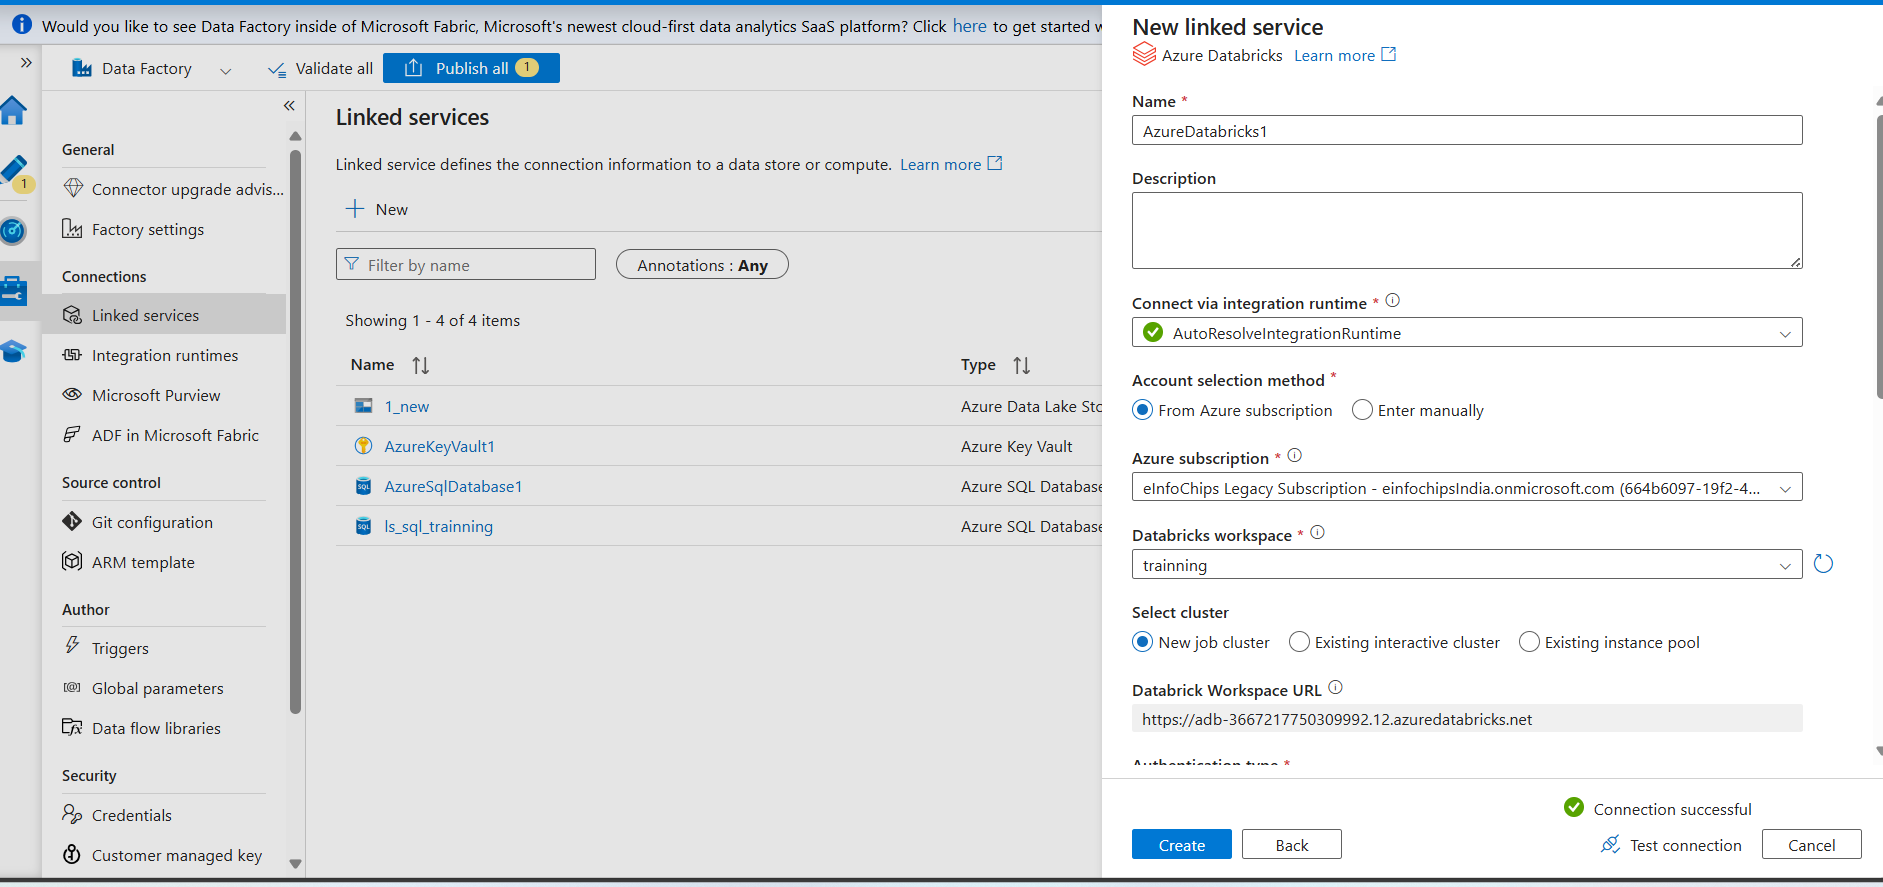 Would you like to see Data Factory inside of Microsoft Fabric, Microsoft's newest cloud-first data analytics SaaS platform? Click here to get started
Data Factory
Validate all
Publish all 1
1
General
Connector upgrade advis...
Factory settings
Connections
Linked services
Integration runtimes
Microsoft Purview
ADF in Microsoft Fabric
Source control
Git configuration
ARM template
Author
Triggers
Global parameters
Data flow libraries
Security
Credentials
Customer managed key
Linked services
Linked service defines the connection information to a data store or compute. Learn more
New
Filter by name
Annotations : Any
Showing 1 - 4 of 4 items
Name Type
1_new Azure Data Lake Sto
AzureKeyVault1 Azure Key Vault
AzureSqlDatabase1 Azure SQL Database
ls_sql_trainning Azure SQL Database
New linked service
Azure Databricks Learn more
Name *
AzureDatabricks1
Description
Connect via integration runtime *
AutoResolveIntegrationRuntime
Account selection method *
From Azure subscription Enter manually
Azure subscription *
eInfoChips Legacy Subscription - einfochipsIndia.onmicrosoft.com (664b6097-19f2-4...
Databricks workspace *
trainning
Select cluster
New job cluster Existing interactive cluster Existing instance pool
Databrick Workspace URL
https://adb-3667217750309992.12.azuredatabricks.net
Authentication type *
Connection successful
Create Back Test connection Cancel